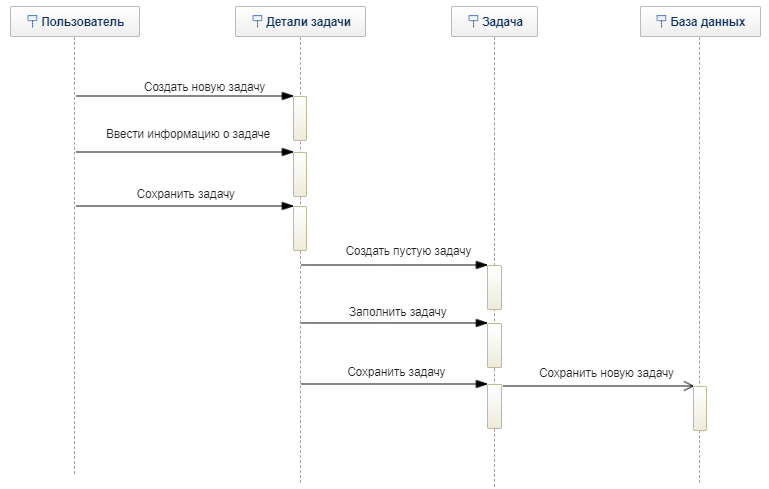 Пользователь
Детали задачи
Задача
База данных
Создать новую задачу
Ввести информацию о задаче
Сохранить задачу
Создать пустую задачу
Заполнить задачу
Сохранить задачу
Сохранить новую задачу